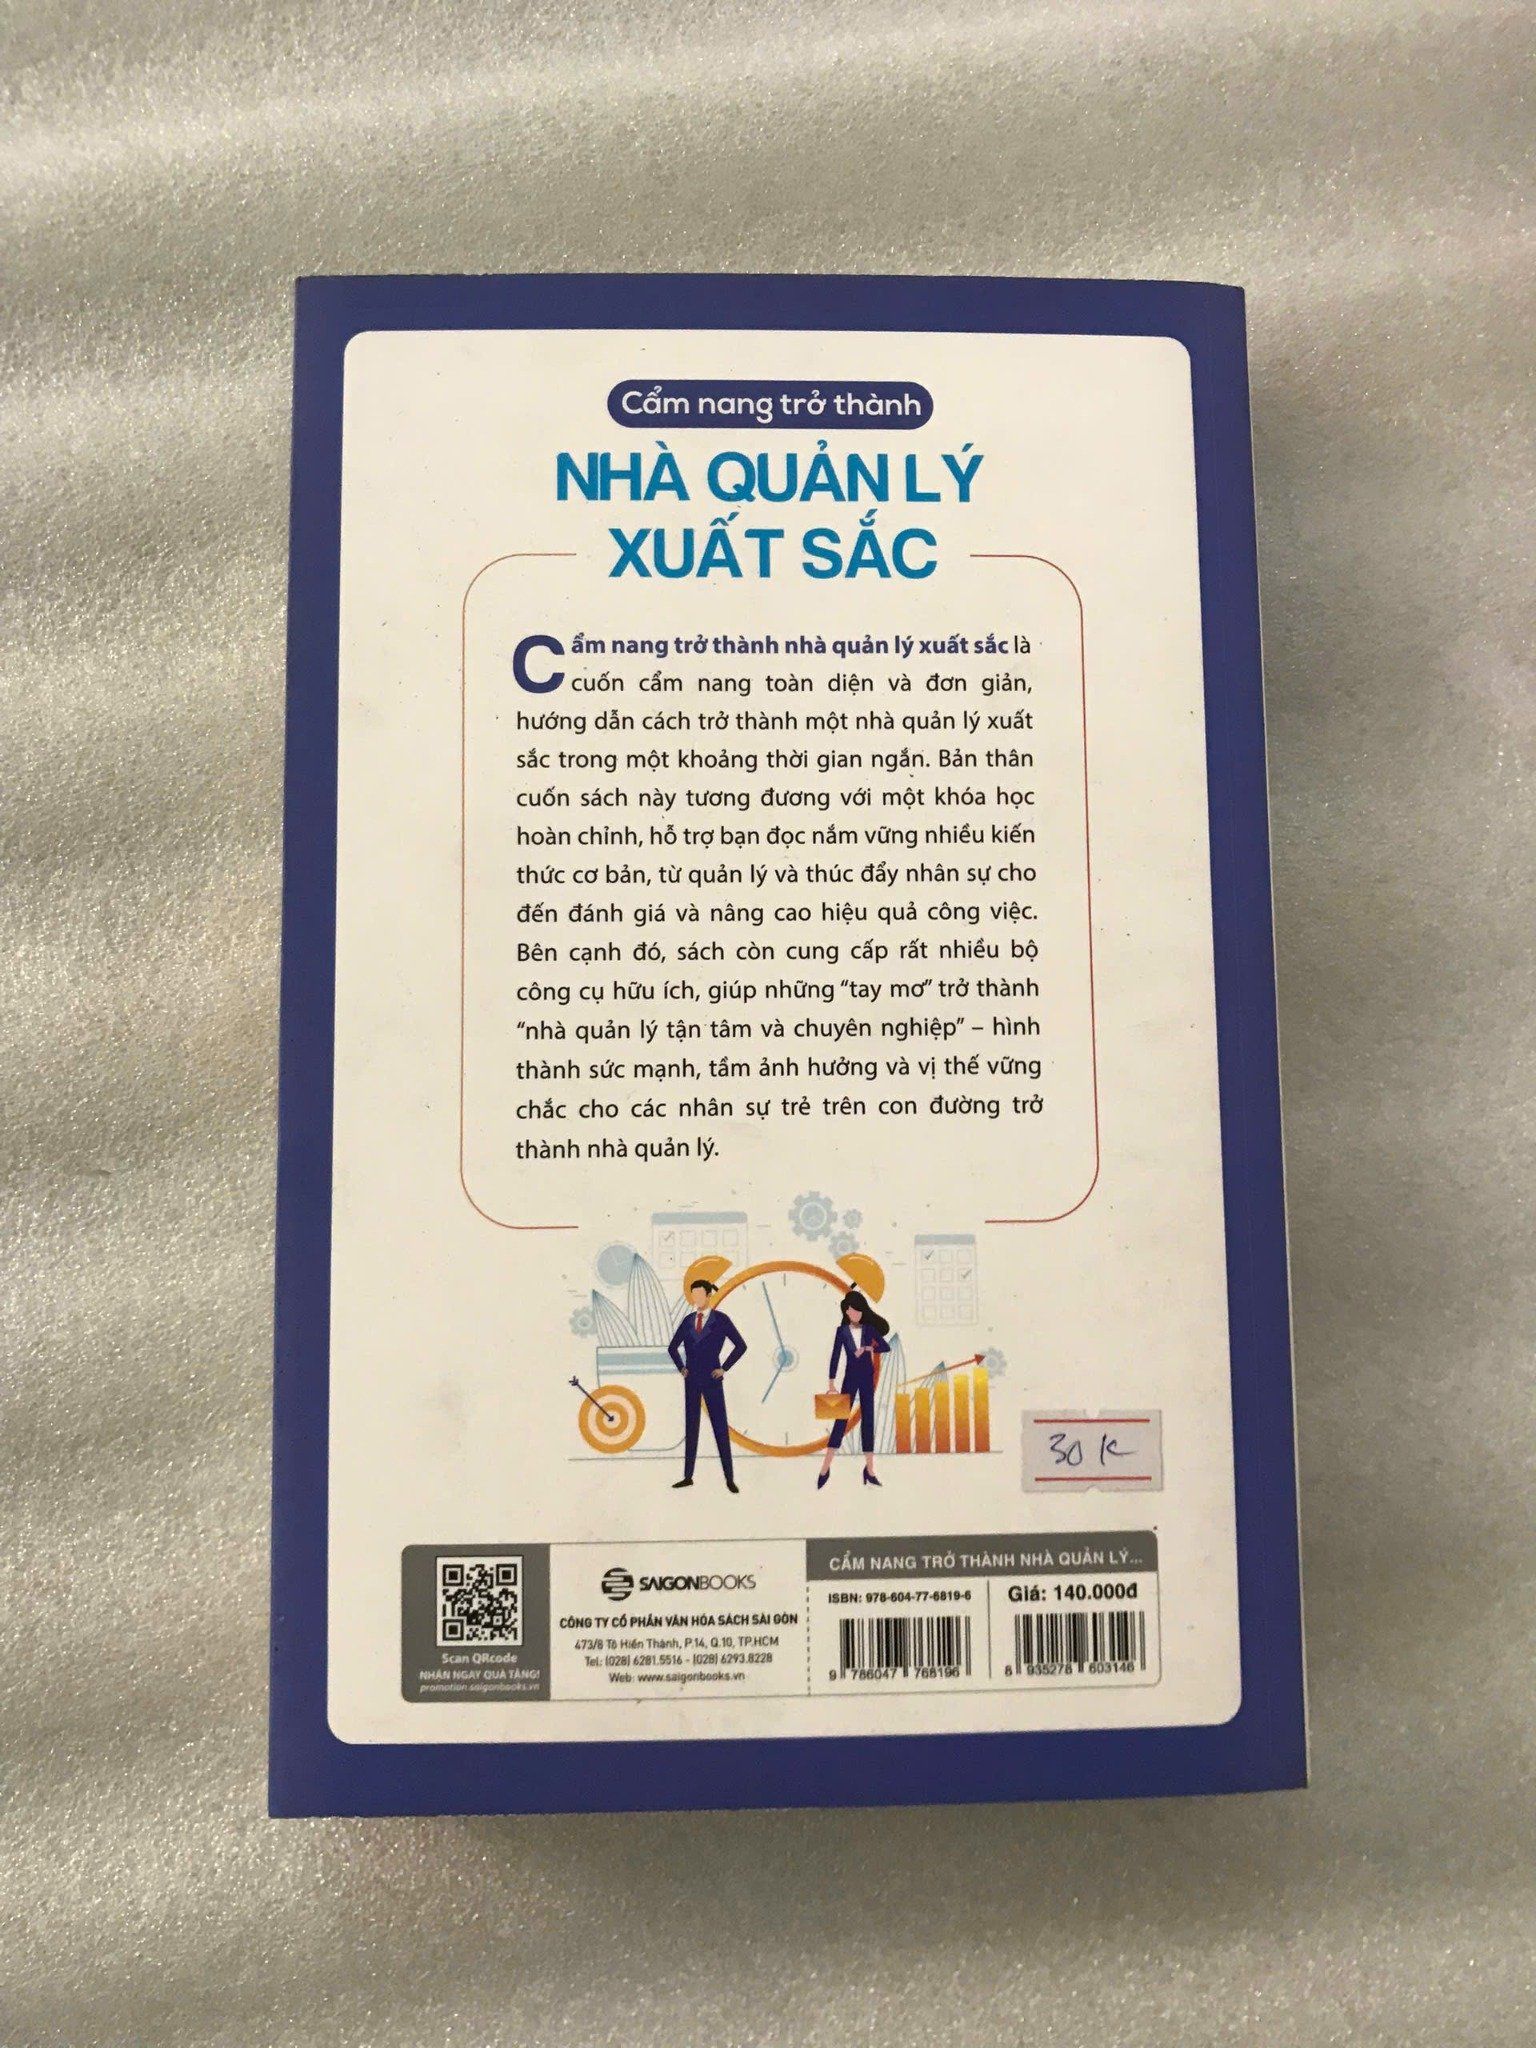 Cẩm nang trở thành
NHÀ QUẢN LÝ
XUẤT SẮC
Cẩm nang trở thành nhà quản lý xuất sắc là
cuốn cẩm nang toàn diện và đơn giản,
hướng dẫn cách trở thành một nhà quản lý xuất
sắc trong một khoảng thời gian ngắn. Bản thân
cuốn sách này tương đương với một khóa học
hoàn chỉnh, hỗ trợ bạn đọc nắm vững nhiều kiến
thức cơ bản, từ quản lý và thúc đẩy nhân sự cho
đến đánh giá và nâng cao hiệu quả công việc.
Bên cạnh đó, sách còn cung cấp rất nhiều bộ
công cụ hữu ích, giúp những “tay mơ” trở thành
“nhà quản lý tận tâm và chuyên nghiệp” – hình
thành sức mạnh, tầm ảnh hưởng và vị thế vững
chắc cho các nhân sự trẻ trên con đường trở
thành nhà quản lý.
30 K
Scan QRcode
NHẬN NGAY QUÀ TẶNG!
promotion.saigonbooks.vn
SAIGONBOOKS
CÔNG TY CỔ PHẦN VĂN HÓA SÁCH SÀI GÒN
473/8 Tô Hiến Thành, P.14, Q.10, TP.HCM
Tel: (028) 6281.5516 - (028) 6293.8228
Web: www.saigonbooks.vn
CẨM NANG TRỞ THÀNH NHÀ QUẢN LÝ...
ISBN: 978-604-77-6819-6
9 786047 768196
Giá: 140.000đ
8 935278 603146